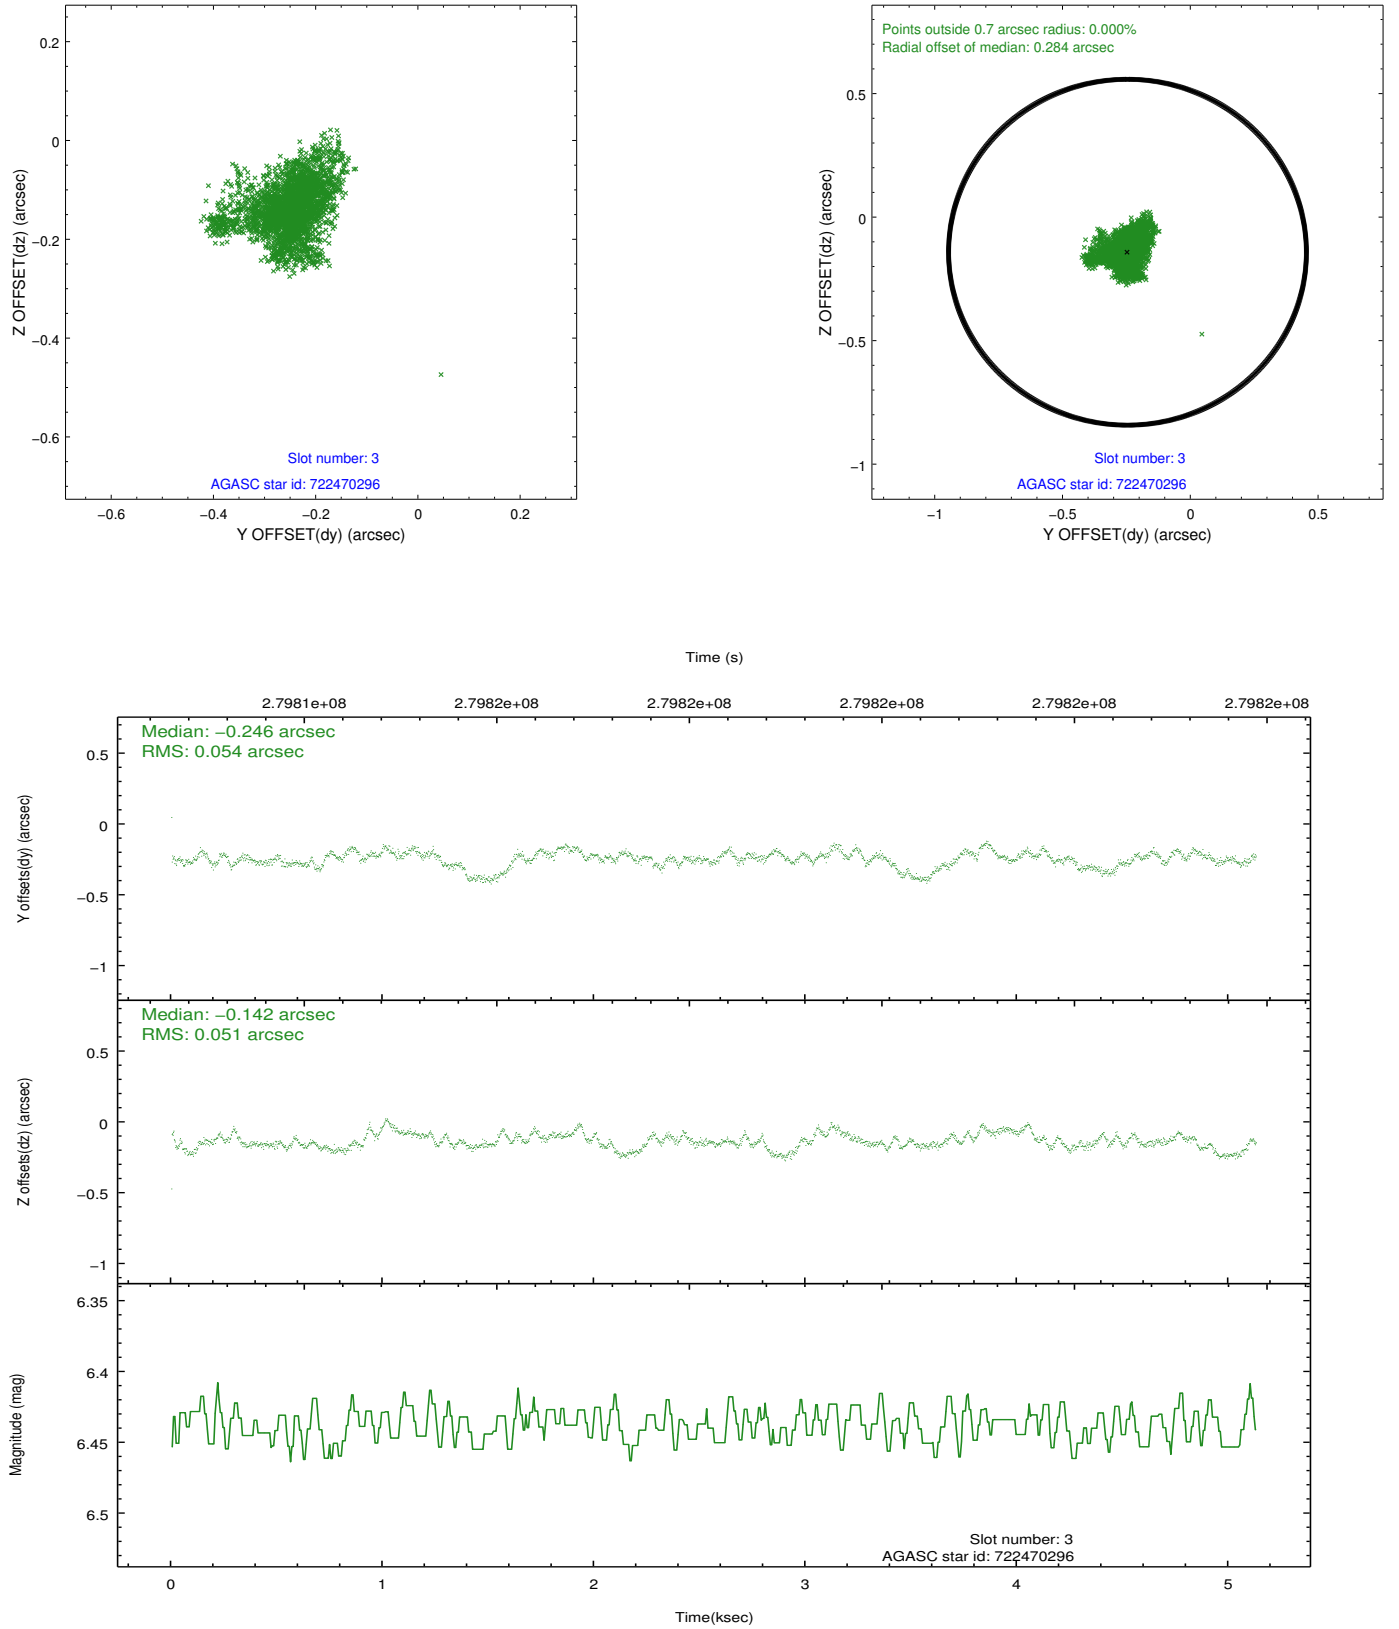 0.2
0
−0.2
−0.4
−0.6
Z OFFSET(dz) (arcsec)
Slot number: 3
AGASC star id: 722470296
−0.6 −0.4 −0.2 0 0.2
Y OFFSET(dy) (arcsec)
Points outside 0.7 arcsec radius: 0.000%
Radial offset of median: 0.284 arcsec
0.5
0
−0.5
−1
Z OFFSET(dz) (arcsec)
Slot number: 3
AGASC star id: 722470296
−1 −0.5 0 0.5
Y OFFSET(dy) (arcsec)
Time (s)
2.7981e+08 2.7982e+08 2.7982e+08 2.7982e+08 2.7982e+08 2.7982e+08
Median: −0.246 arcsec
RMS: 0.054 arcsec
0.5
0
−0.5
−1
Y offsets(dy) (arcsec)
Median: −0.142 arcsec
RMS: 0.051 arcsec
0.5
0
−0.5
−1
Z offsets(dz) (arcsec)
6.35
6.4
6.45
6.5
Magnitude (mag)
Slot number: 3
AGASC star id: 722470296
0 1 2 3 4 5
Time(ksec)